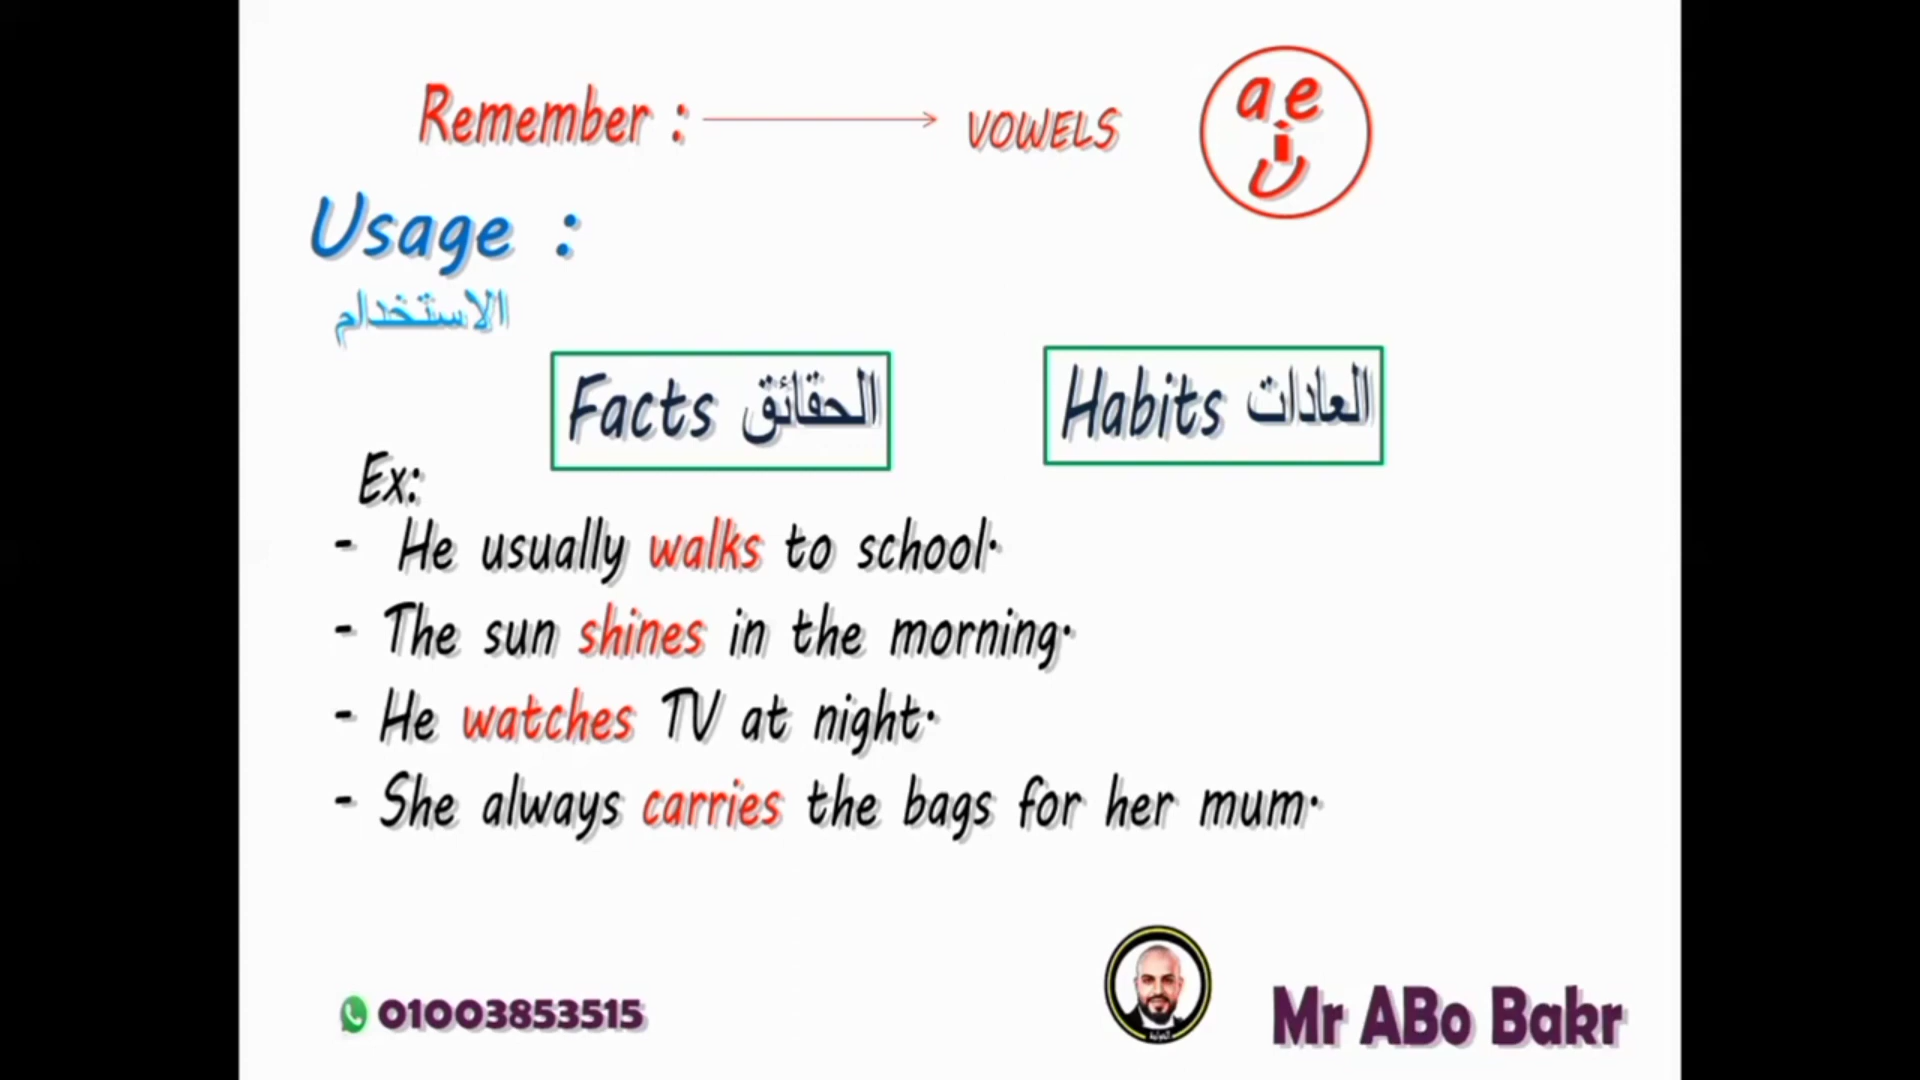 Remember : VOWELS
a e
i
U
Usage :
الاستخدام
Facts الحقائق
Habits العادات
Ex:
- He usually walks to school.
- The sun shines in the morning.
- He watches TV at night.
- She always carries the bags for her mum.
01003853515
Mr ABo Bakr